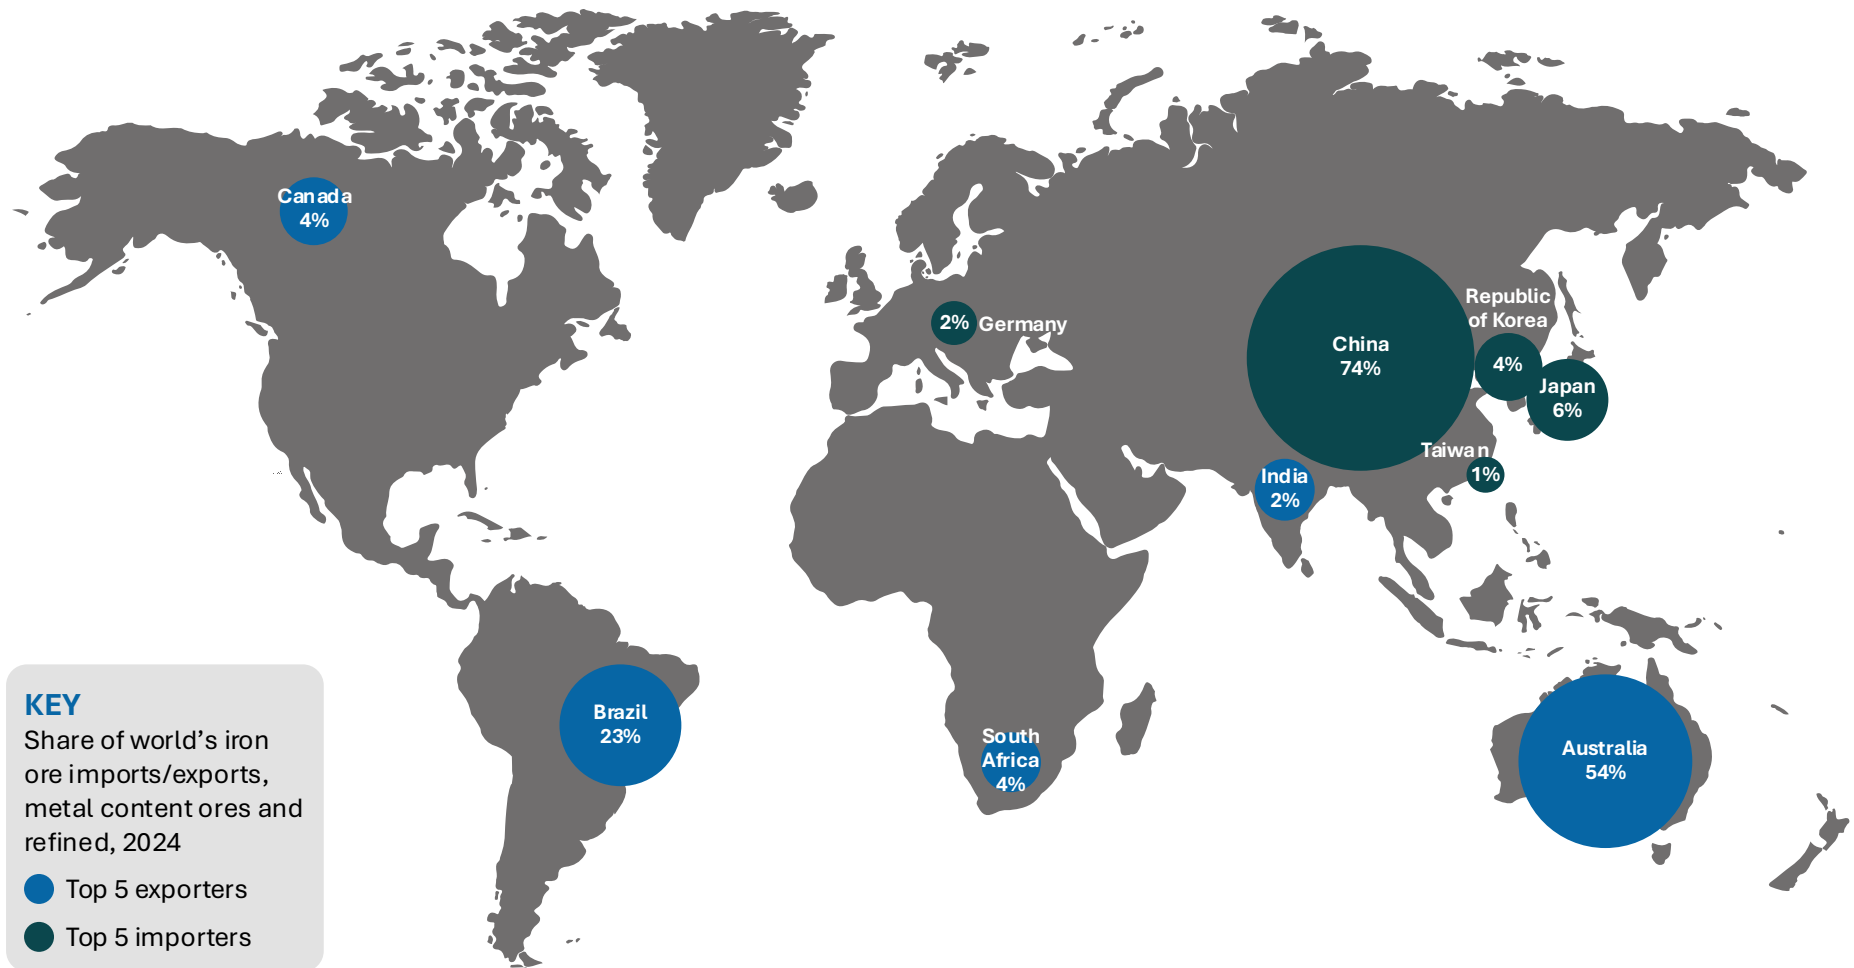 Canada
4%
2% Germany
Republic
of Korea
China
74%
4%
Japan
6%
Taiwan
1%
India
2%
Brazil
23%
South
Africa
4%
Australia
54%
KEY
Share of world’s iron
ore imports/exports,
metal content ores and
refined, 2024
Top 5 exporters
Top 5 importers